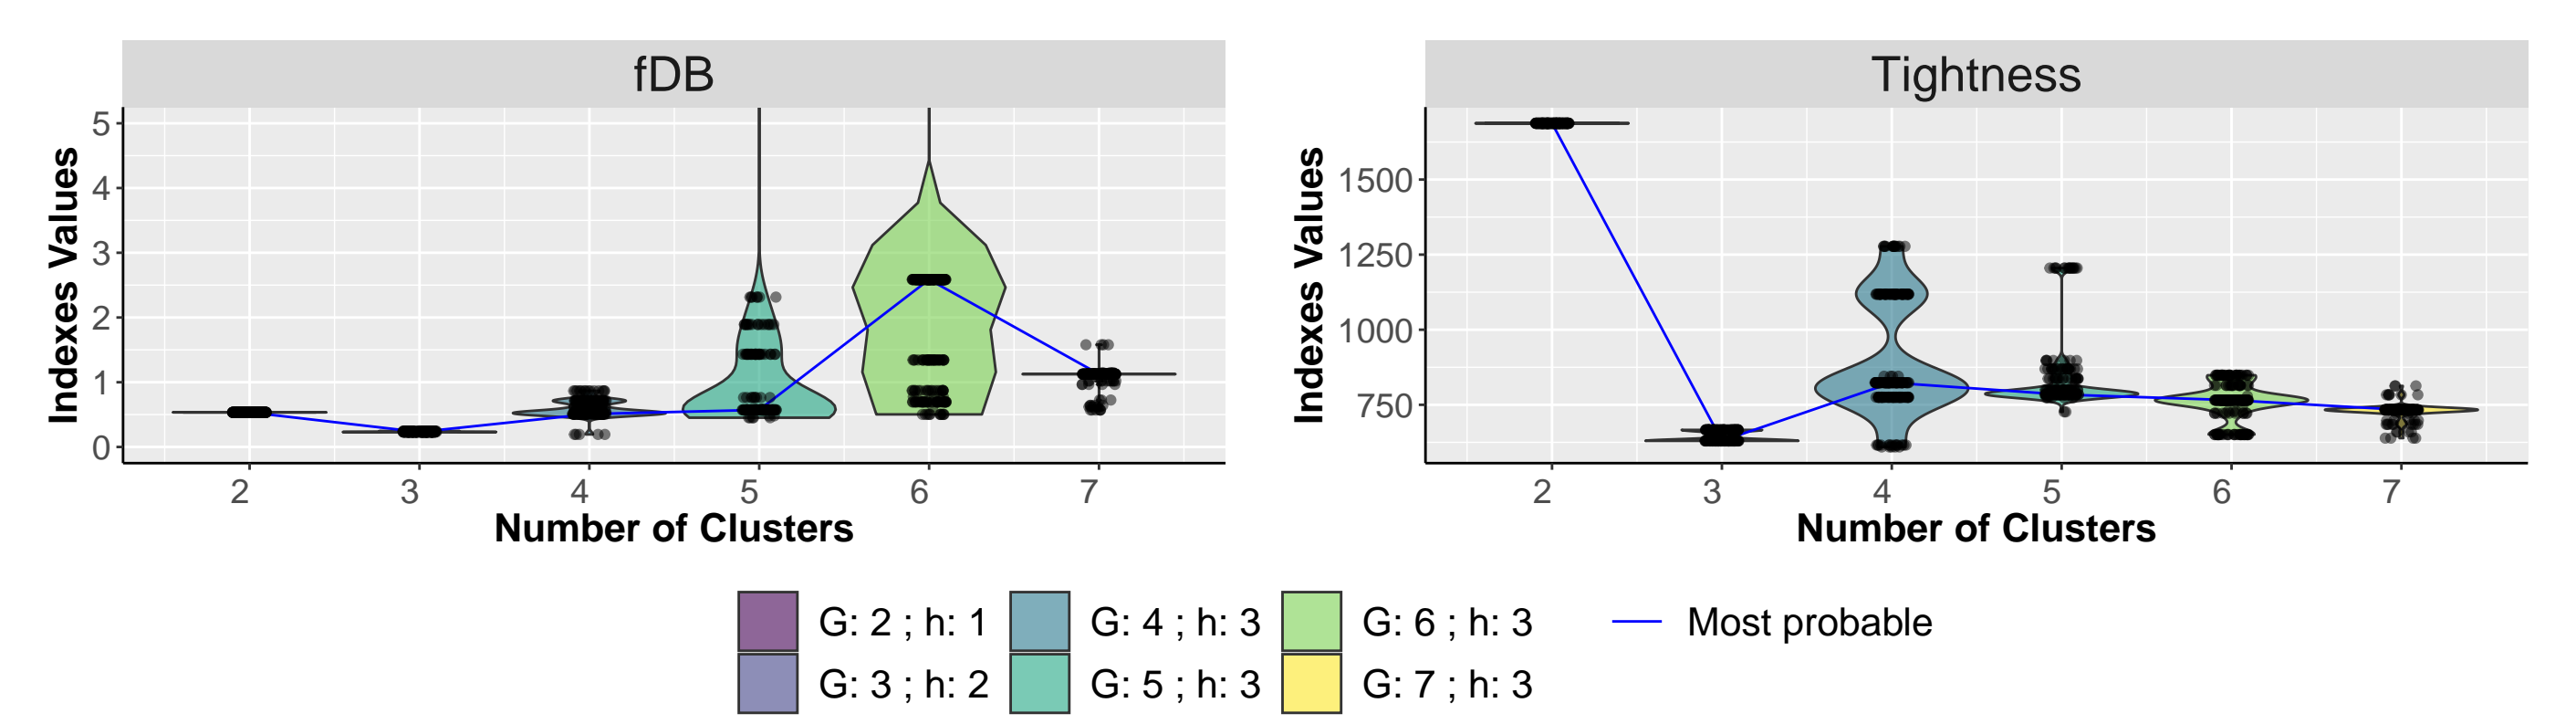 fDB
Indexes Values
5
4
3
2
1
0
2 3 4 5 6 7
Number of Clusters
Tightness
Indexes Values
1500
1250
1000
750
2 3 4 5 6 7
Number of Clusters
G: 2 ; h: 1
G: 4 ; h: 3
G: 6 ; h: 3
Most probable
G: 3 ; h: 2
G: 5 ; h: 3
G: 7 ; h: 3